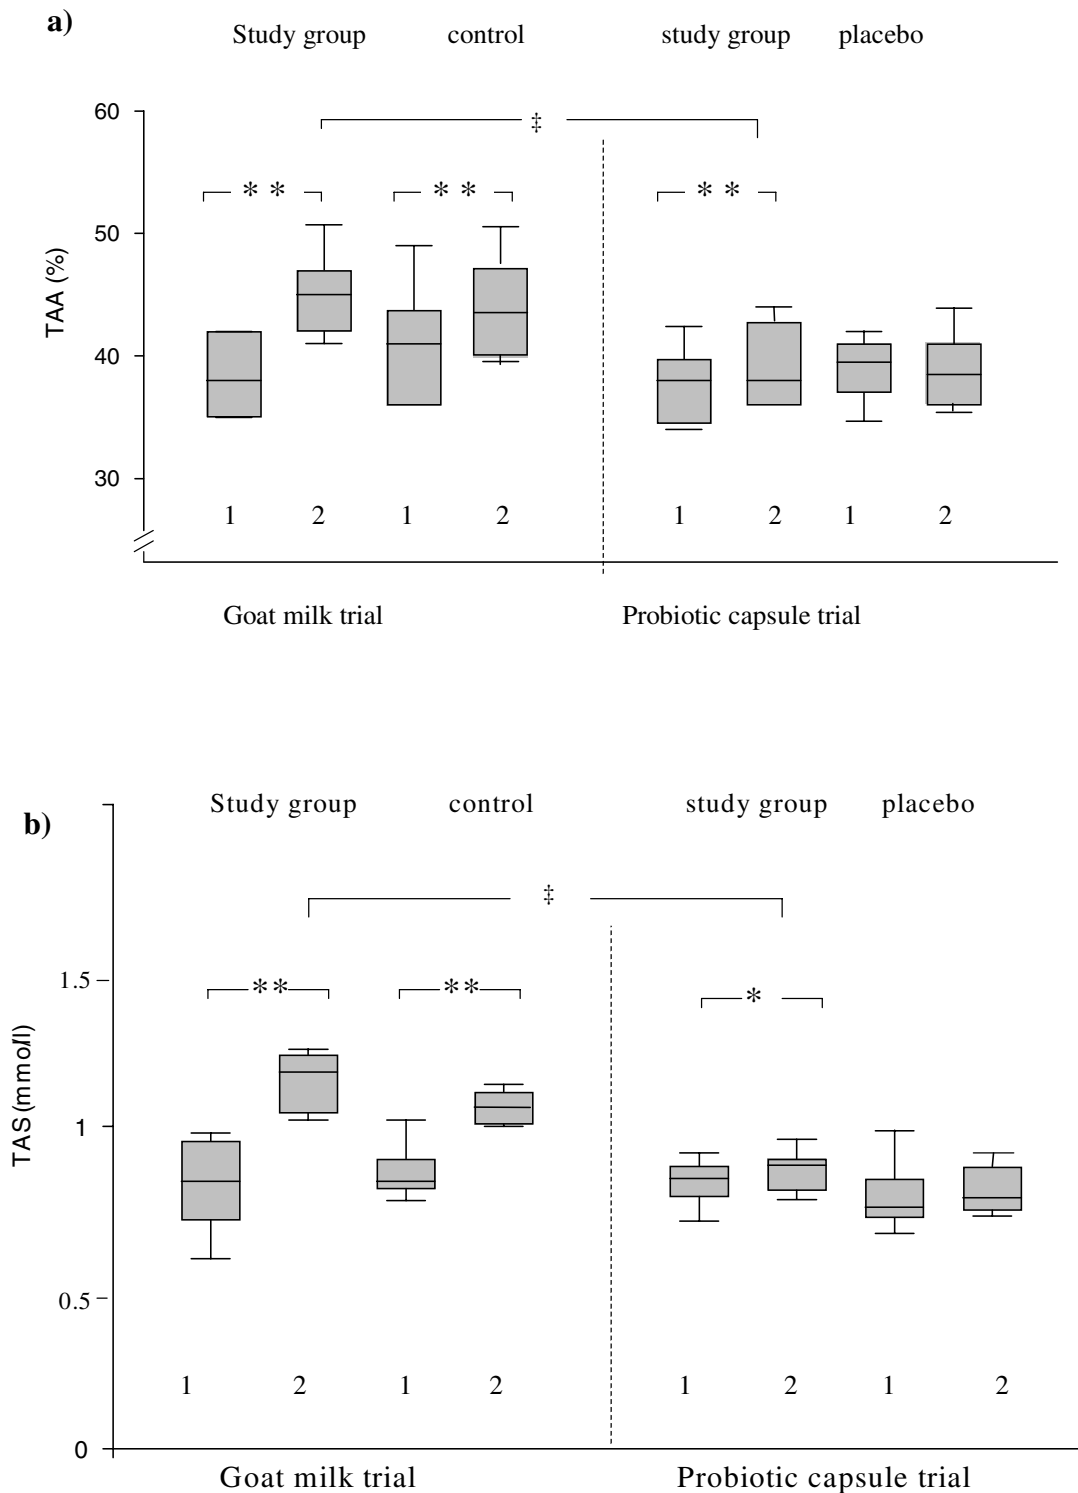 a)
Study group control study group placebo
60
‡
* * * * * *
50
TAA (%)
40
30
1 2 1 2 1 2 1 2
Goat milk trial Probiotic capsule trial
Study group control study group placebo
b)
‡
1.5
** ** *
TAS (mmol/l)
1
0.5
1 2 1 2 1 2 1 2
0
Goat milk trial Probiotic capsule trial